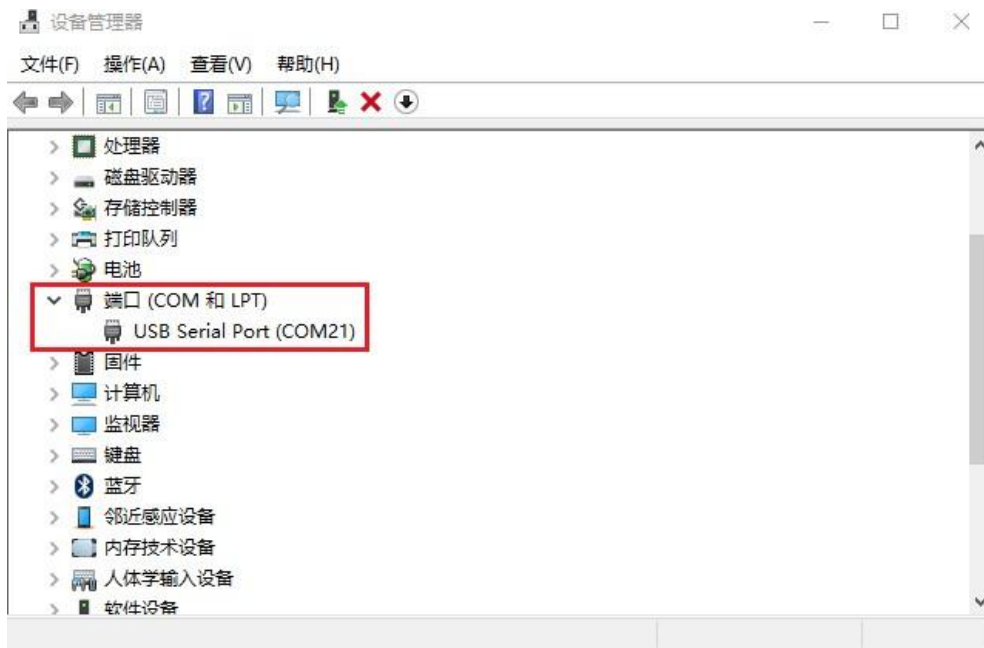 设备管理器
文件(F) 操作(A) 查看(V) 帮助(H)
处理器
磁盘驱动器
存储控制器
打印队列
电池
端口 (COM 和 LPT)
USB Serial Port (COM21)
固件
计算机
监视器
键盘
蓝牙
邻近感应设备
内存技术设备
人体学输入设备
软件设备